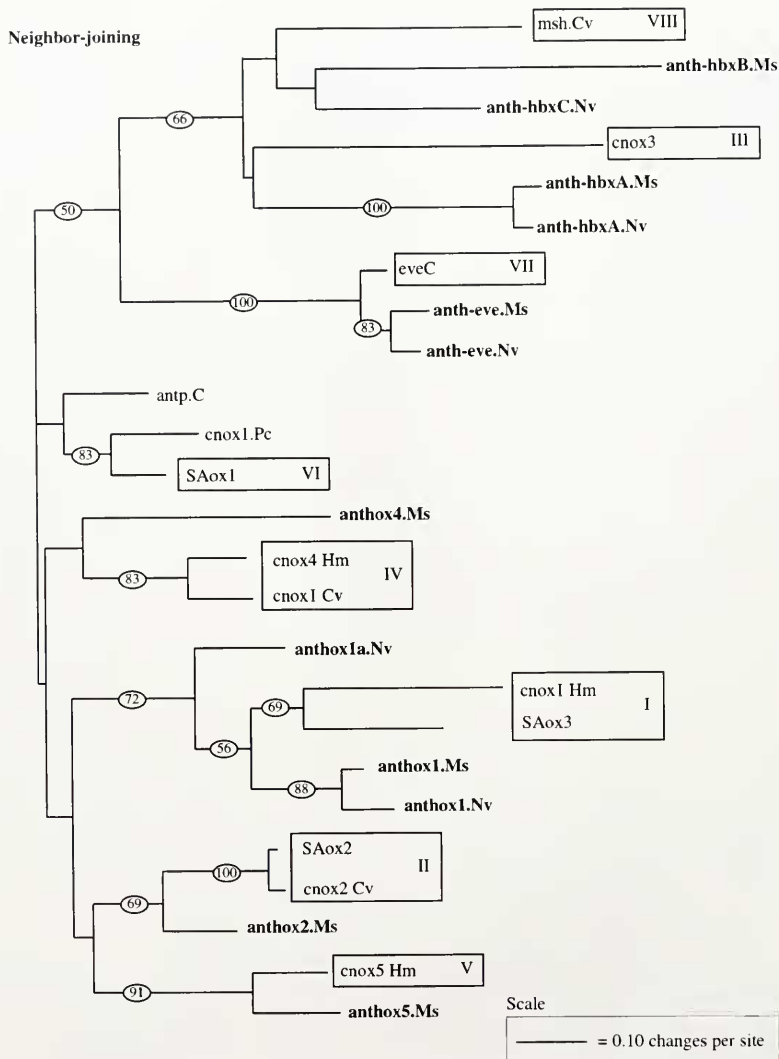 Neighbor-joining
msh.Cv VIII
anth-hbxB.Ms
anth-hbxC.Nv
66
cnox3 III
anth-hbxA.Ms
100
anth-hbxA.Nv
50
eveC VII
100
anth-eve.Ms
83
anth-eve.Nv
antp.C
cnox1.Pc
83
SAox1 VI
anthox4.Ms
cnox4 Hm
83
IV
cnox1 Cv
anthox1a.Nv
72
cnox1 Hm
69
I
SAox3
56
anthox1.Ms
88
anthox1.Nv
SAox2
100
II
cnox2 Cv
69
anthox2.Ms
cnox5 Hm V
91
anthox5.Ms
Scale
= 0.10 changes per site